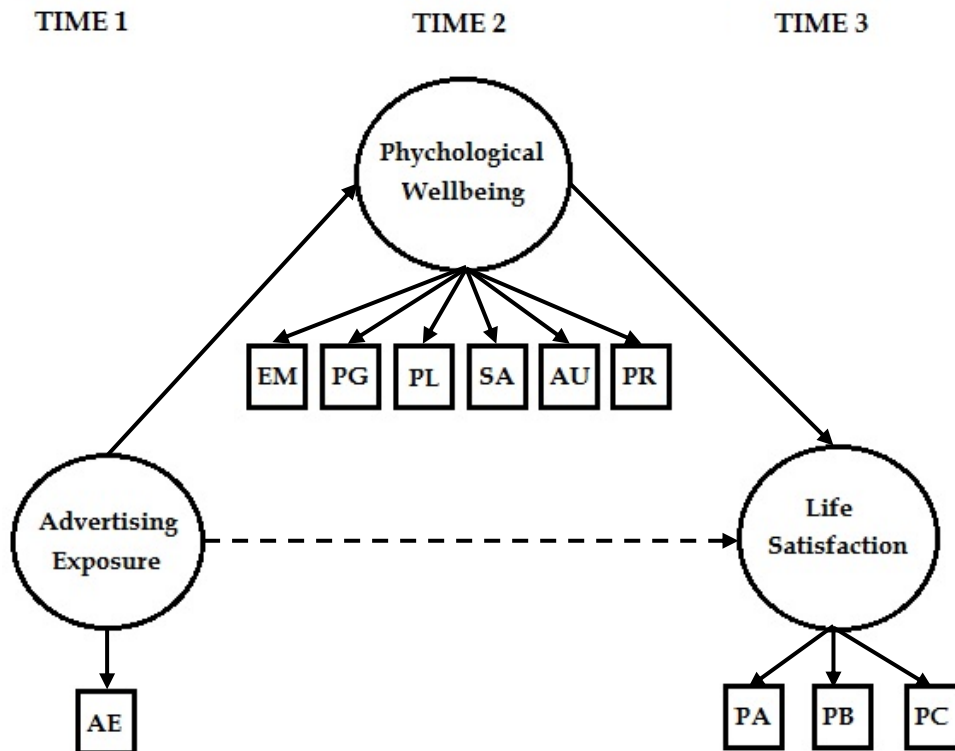 TIME 1
TIME 2
TIME 3
Phychological
Wellbeing
EM
PG
PL
SA
AU
PR
Advertising
Exposure
Life
Satisfaction
AE
PA
PB
PC